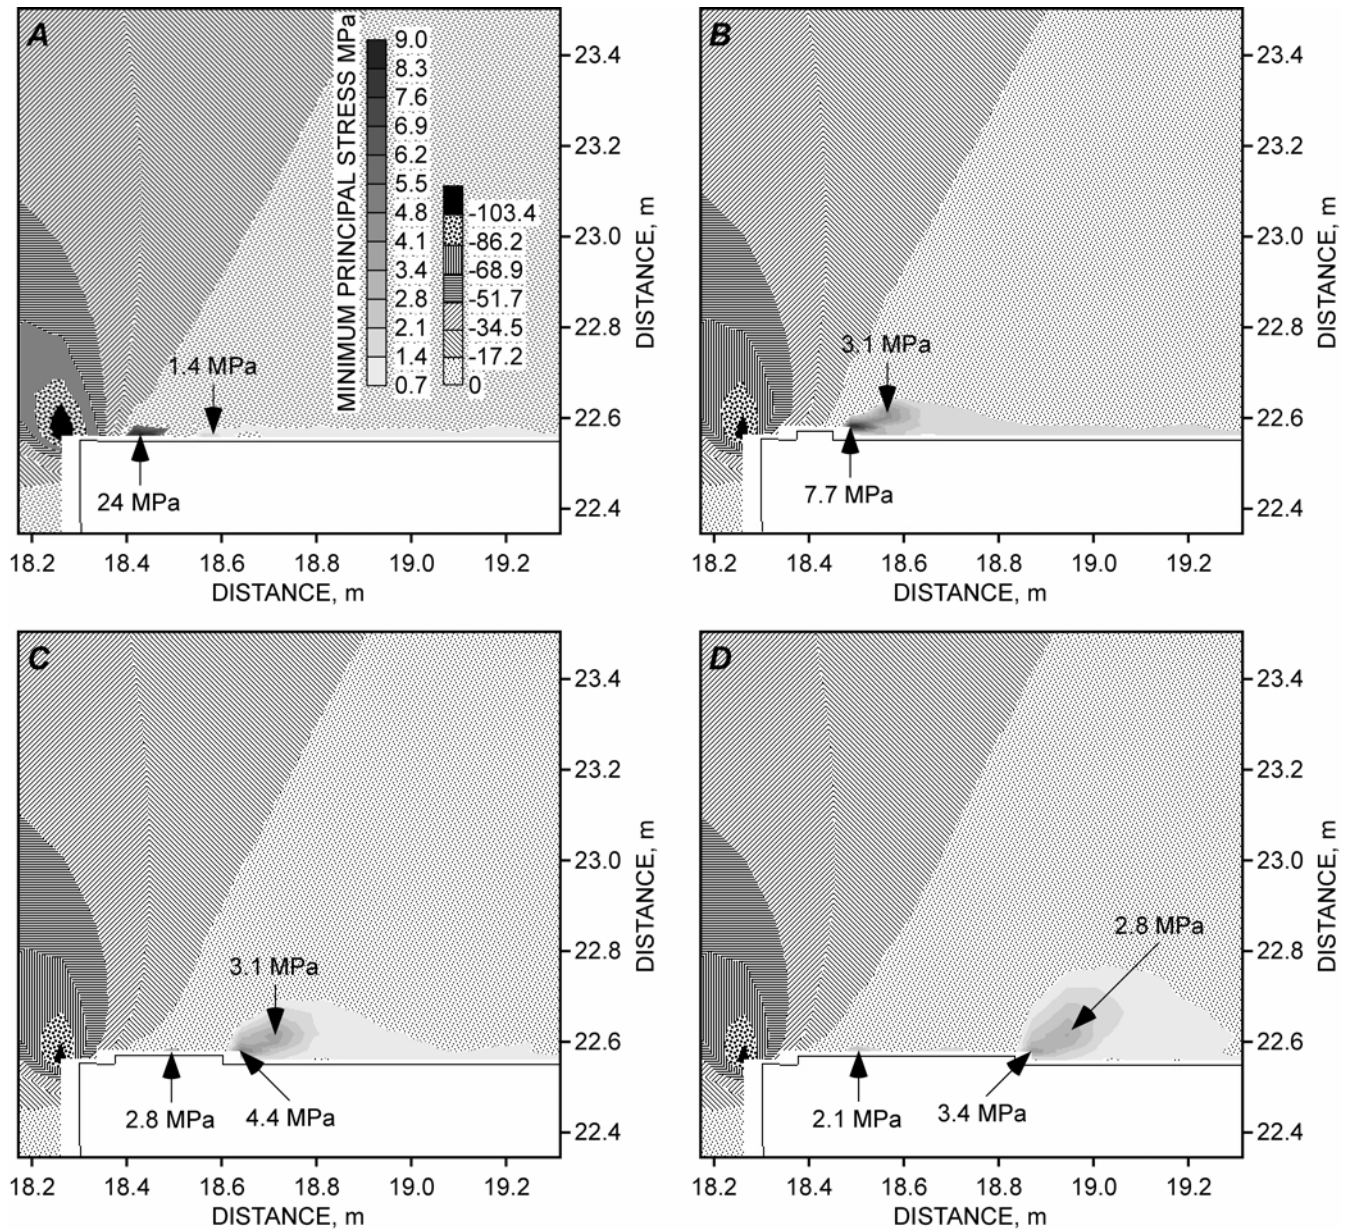 A
MINIMUM PRINCIPAL STRESS MPa
9.0
8.3
7.6
6.9
6.2
5.5
4.8
4.1
3.4
2.8
2.1
1.4
0.7
-103.4
-86.2
-68.9
-51.7
-34.5
-17.2
0
1.4 MPa
24 MPa
23.4
23.2
23.0
22.8
22.6
22.4
DISTANCE, m
18.2 18.4 18.6 18.8 19.0 19.2
DISTANCE, m
B
3.1 MPa
7.7 MPa
23.4
23.2
23.0
22.8
22.6
22.4
DISTANCE, m
18.2 18.4 18.6 18.8 19.0 19.2
DISTANCE, m
C
3.1 MPa
2.8 MPa
4.4 MPa
23.4
23.2
23.0
22.8
22.6
22.4
DISTANCE, m
18.2 18.4 18.6 18.8 19.0 19.2
DISTANCE, m
D
2.8 MPa
2.1 MPa
3.4 MPa
23.4
23.2
23.0
22.8
22.6
22.4
DISTANCE, m
18.2 18.4 18.6 18.8 19.0 19.2
DISTANCE, m